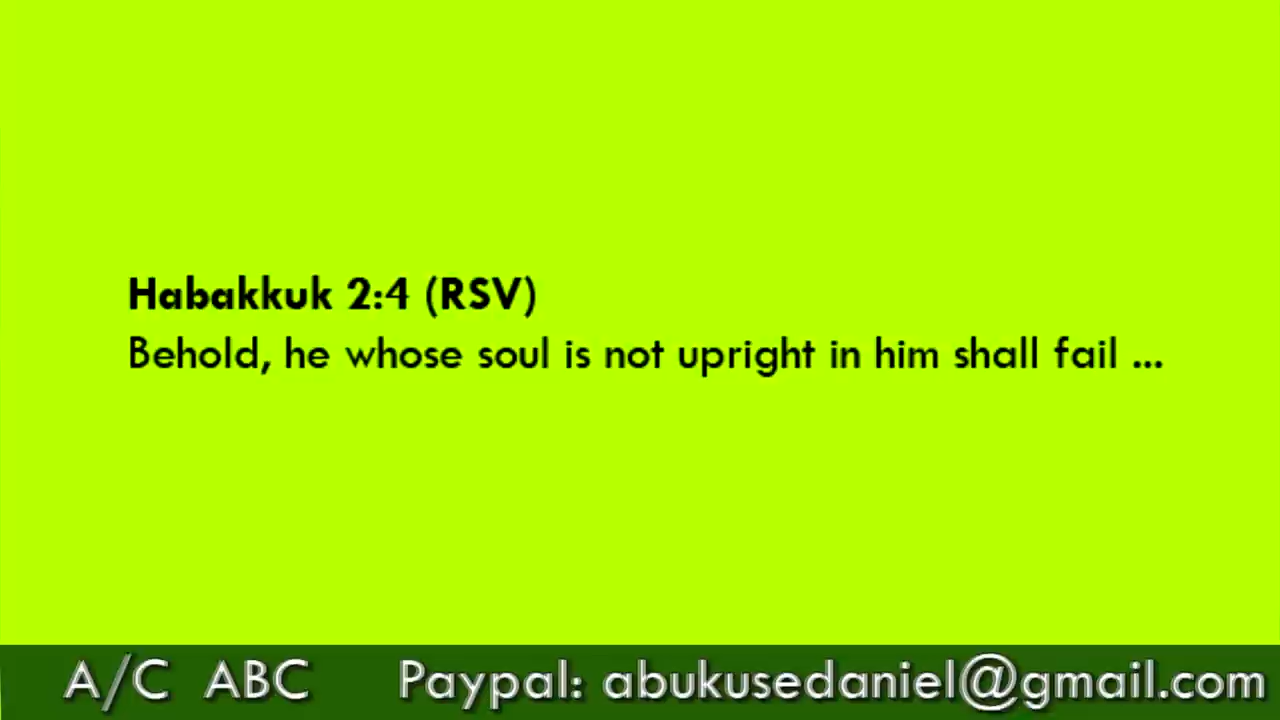 Habakkuk 2:4 (RSV)
Behold, he whose soul is not upright in him shall fail ...
A/C ABC Paypal: abukusedaniel@gmail.com